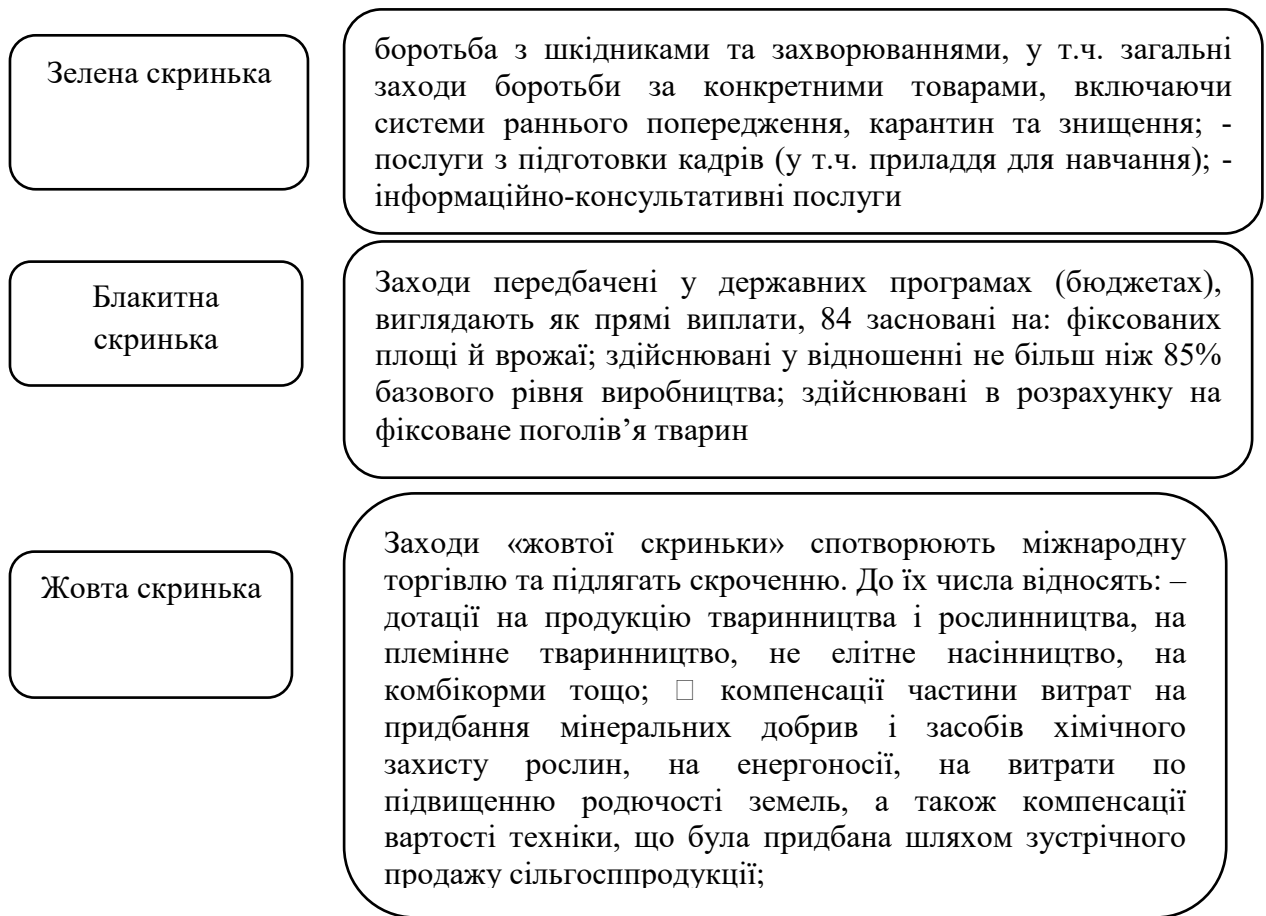 Зелена скринька
боротьба з шкідниками та захворюваннями, у т.ч. загальні
заходи боротьби за конкретними товарами, включаючи
системи раннього попередження, карантин та знищення; -
послуги з підготовки кадрів (у т.ч. приладдя для навчання); -
інформаційно-консультативні послуги
Блакитна
скринька
Заходи передбачені у державних програмах (бюджетах),
виглядають як прямі виплати, 84 засновані на: фіксованих
площі й врожаї; здійснювані у відношенні не більш ніж 85%
базового рівня виробництва; здійснювані в розрахунку на
фіксоване поголів’я тварин
Жовта скринька
Заходи «жовтої скриньки» спотворюють міжнародну
торгівлю та підлягать скроченню. До їх числа відносять: –
дотації на продукцію тваринництва і рослинництва, на
племінне тваринництво, не елітне насінництво, на
комбікорми тощо; □ компенсації частини витрат на
придбання мінеральних добрив і засобів хімічного
захисту рослин, на енергоносії, на витрати по
підвищенню родючості земель, а також компенсації
вартості техніки, що була придбана шляхом зустрічного
продажу сільгосппродукції;